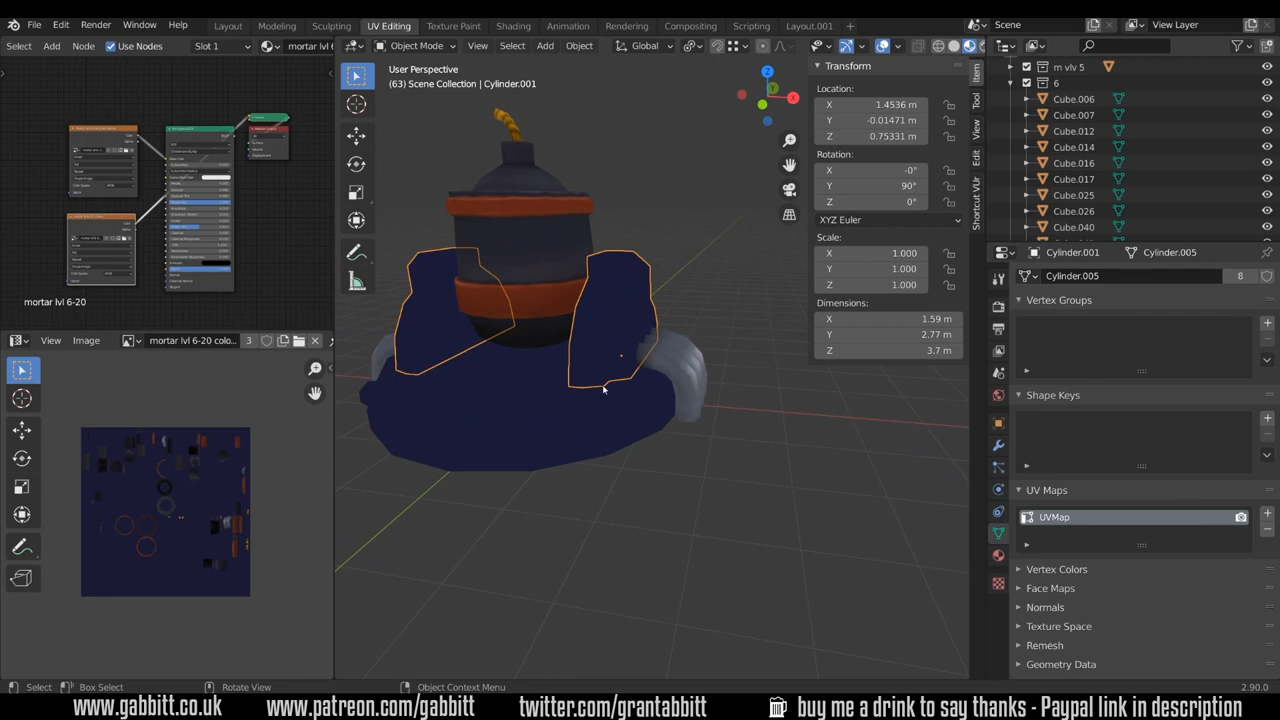 File Edit Render Window Help Layout Modeling Sculpting UV Editing Texture Paint Shading Animation Rendering Compositing Scripting Layout.001 Scene View Layer
Select Add Node Use Nodes Slot 1 mortar lvl 6
Object Mode View Select Add Object Global
User Perspective
(63) Scene Collection | Cylinder.001
mortar lvl 6-20
View Image mortar lvl 6-20 colo... 3
Transform
Location:
X 1.4536 m
Y -0.01471 m
Z 0.75331 m
Rotation:
X -0°
Y 90°
Z 0°
XYZ Euler
Scale:
X 1.000
Y 1.000
Z 1.000
Dimensions:
X 1.59 m
Y 2.77 m
Z 3.7 m
Item
Tool
View
Edit
Shortcut VUr
m vlv 5
6
Cube.006
Cube.007
Cube.012
Cube.014
Cube.016
Cube.017
Cube.025
Cube.026
Cube.040
Cylinder.001 Cylinder.005
Cylinder.005 8
Vertex Groups
Shape Keys
UV Maps
UVMap
Vertex Colors
Face Maps
Normals
Texture Space
Remesh
Geometry Data
Select Box Select Rotate View Object Context Menu 2.90.0
www.gabbitt.co.uk www.patreon.com/gabbitt twitter.com/grantabbitt buy me a drink to say thanks - Paypal link in description